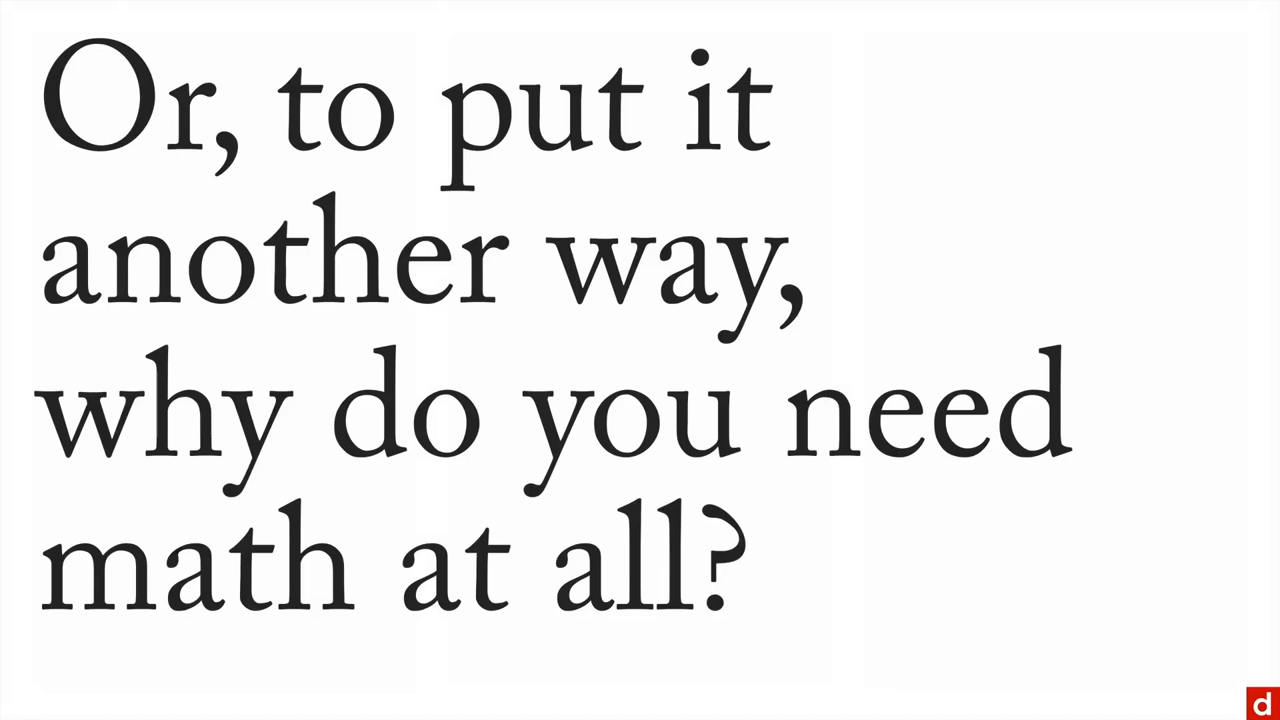 Or, to put it
another way,
why do you need
math at all?
d